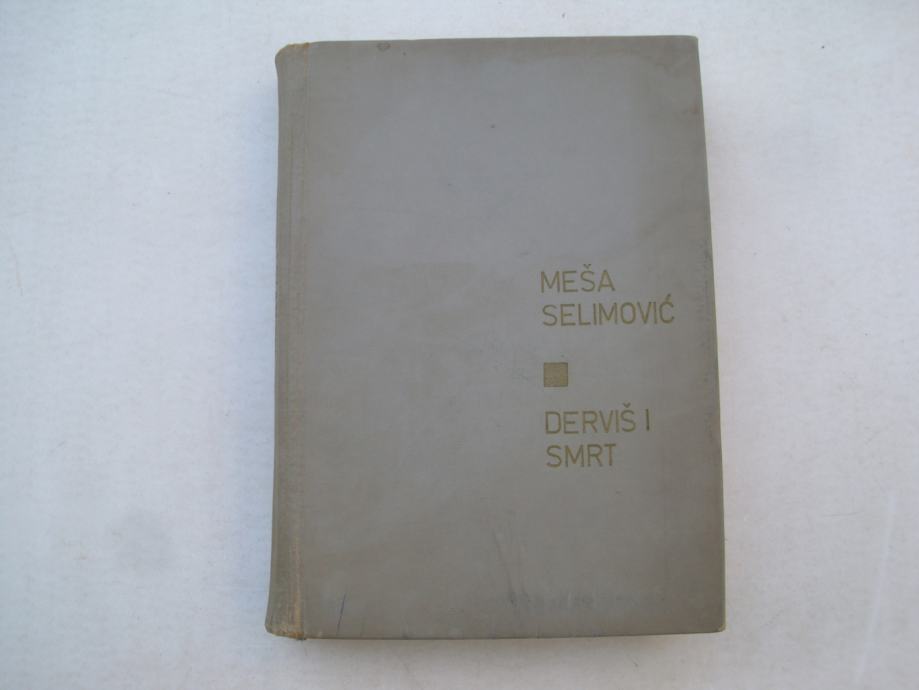 MEŠA
SELIMOVIĆ
DERVIŠ I
SMRT